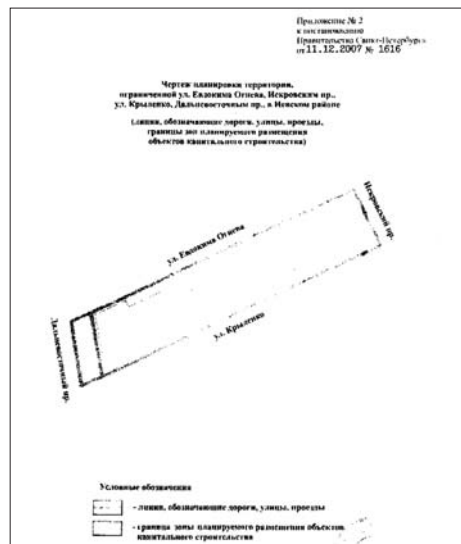 Приложение № 2
к постановлению
Правительства Санкт-Петербурга
от 11.12.2007 № 1616
Чертеж планировки территории,
ограниченной ул. Евдокима Огнева, Искровским пр.,
ул. Крыленко, Дальневосточным пр., в Невском районе
(линии, обозначающие дороги, улицы, проезды,
границы зон планируемого размещения
объектов капитального строительства)
Искровский пр.
ул. Евдокима Огнева
ул. Крыленко
Дальневосточный пр.
Условные обозначения
- линии, обозначающие дороги, улицы, проезды
- граница зоны планируемого размещения объектов
капитального строительства